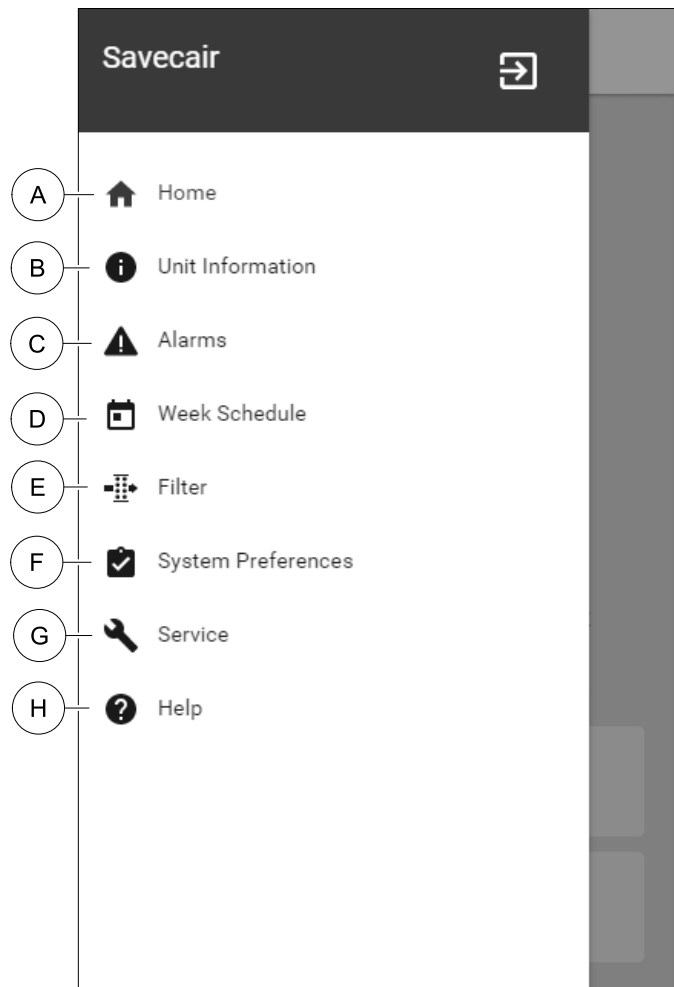 Savecair
A Home
B Unit Information
C Alarms
D Week Schedule
E Filter
F System Preferences
G Service
H Help